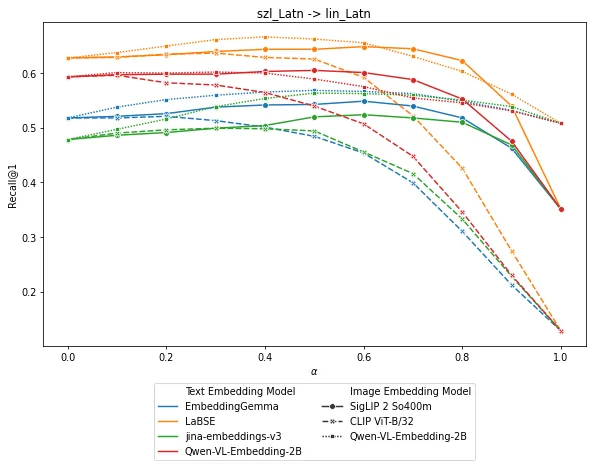 szl_Latn -> lin_Latn
Recall@1
0.6
0.5
0.4
0.3
0.2
0.0
0.2
0.4
0.6
0.8
1.0
α
Text Embedding Model
EmbeddingGemma
LaBSE
jina-embeddings-v3
Qwen-VL-Embedding-2B
Image Embedding Model
SigLIP 2 So400m
CLIP ViT-B/32
Qwen-VL-Embedding-2B